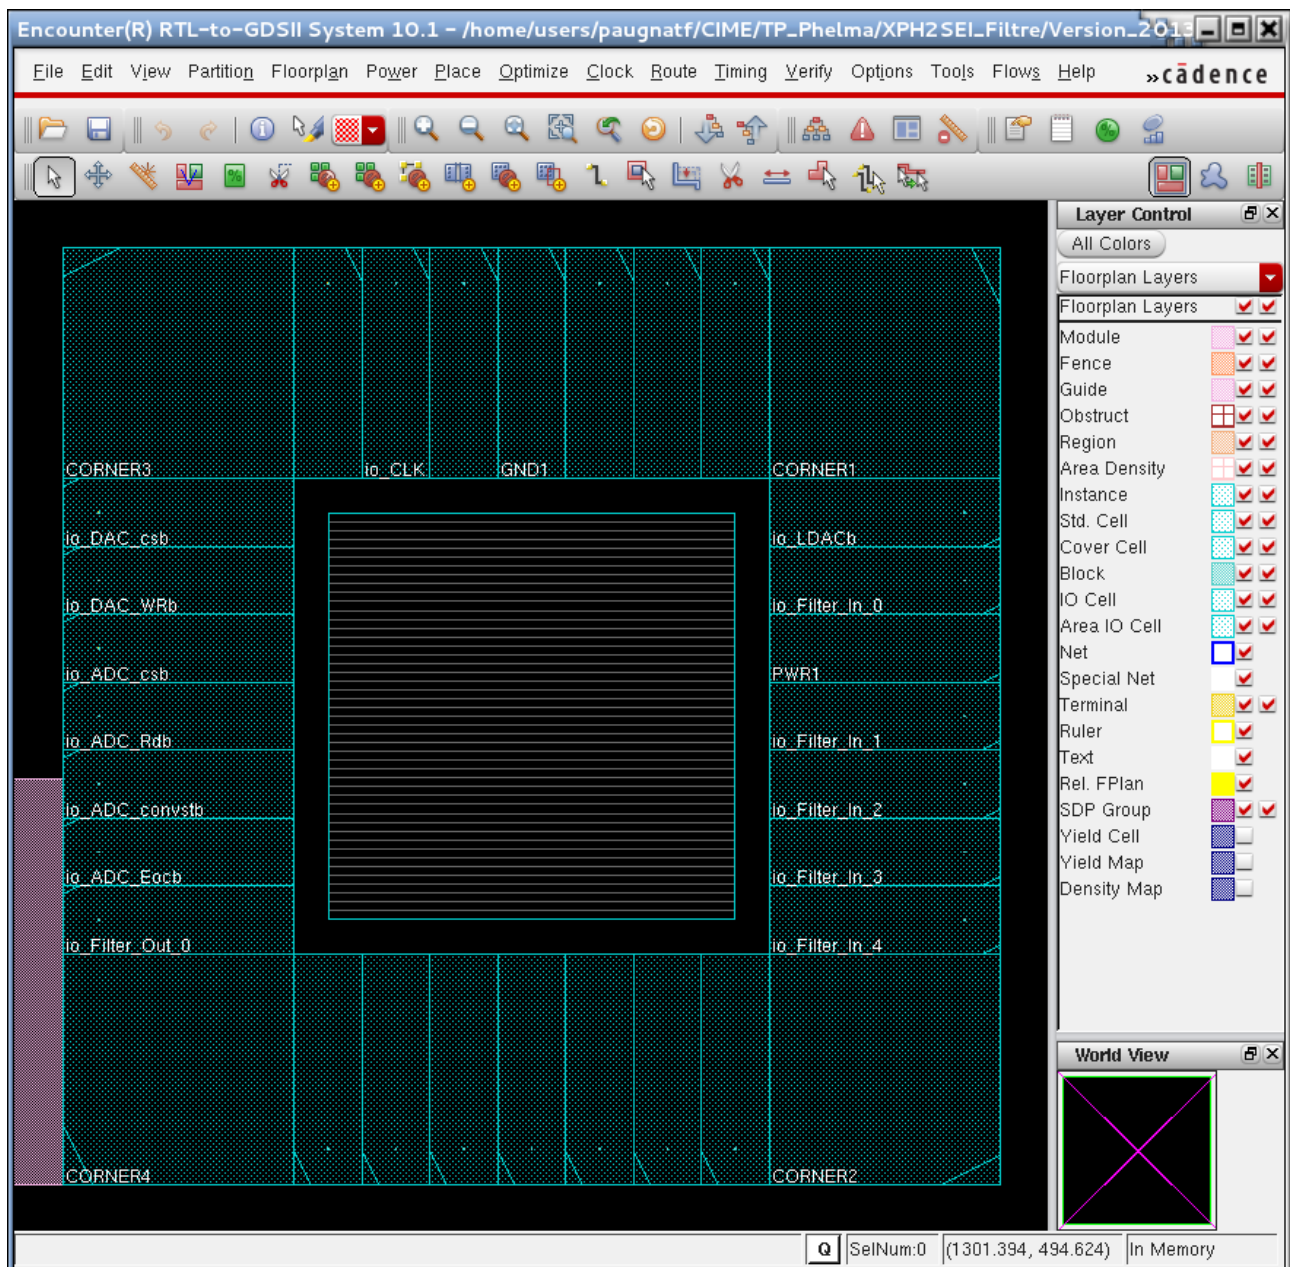 Encounter(R) RTL-to-GDSII System 10.1 - /home/users/paugnatf/CIME/TP_Phelma/XPH2SEI_Filtre/Version_2013
File Edit View Partition Floorplan Power Place Optimize Clock Route Timing Verify Options Tools Flows Help »cādence
Layer Control
All Colors
Floorplan Layers
Floorplan Layers
Module
Fence
Guide
Obstruct
Region
Area Density
Instance
Std. Cell
Cover Cell
Block
IO Cell
Area IO Cell
Net
Special Net
Terminal
Ruler
Text
Rel. FPlan
SDP Group
Yield Cell
Yield Map
Density Map
CORNER3 io_CLK GND1 CORNER1
io_DAC_csb io_LDACb
io_DAC_WRb io_Filter_In_0
io_ADC_csb PWR1
io_ADC_Rdb io_Filter_In_1
io_ADC_convstb io_Filter_In_2
io_ADC_Eocb io_Filter_In_3
io_Filter_Out_0 io_Filter_In_4
CORNER4 CORNER2
World View
Q SelNum:0 (1301.394, 494.624) In Memory